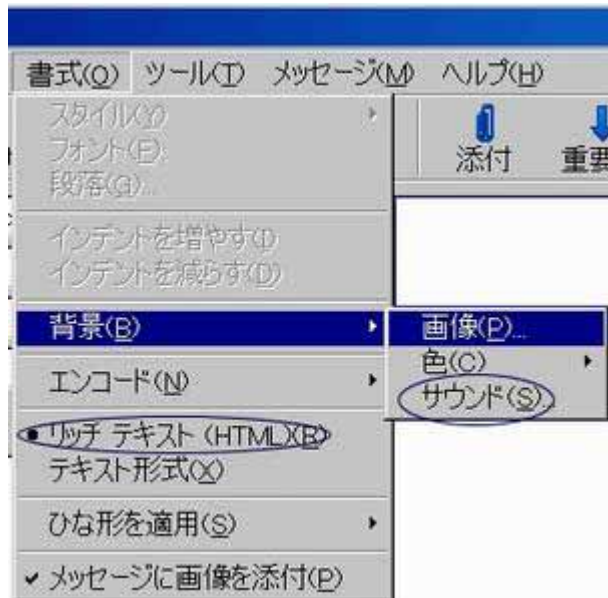 書式(O) ツール(T) メッセージ(M) ヘルプ(H)
添付 重要
スタイル(Y)
フォント(F)
段落(G)...
インデントを増やす(I)
インデントを減らす(D)
背景(B)
画像(P)...
色(C)
サウンド(S)
エンコード(N)
リッチ テキスト (HTML)(R)
テキスト形式(X)
ひな形を適用(S)
メッセージに画像を添付(P)